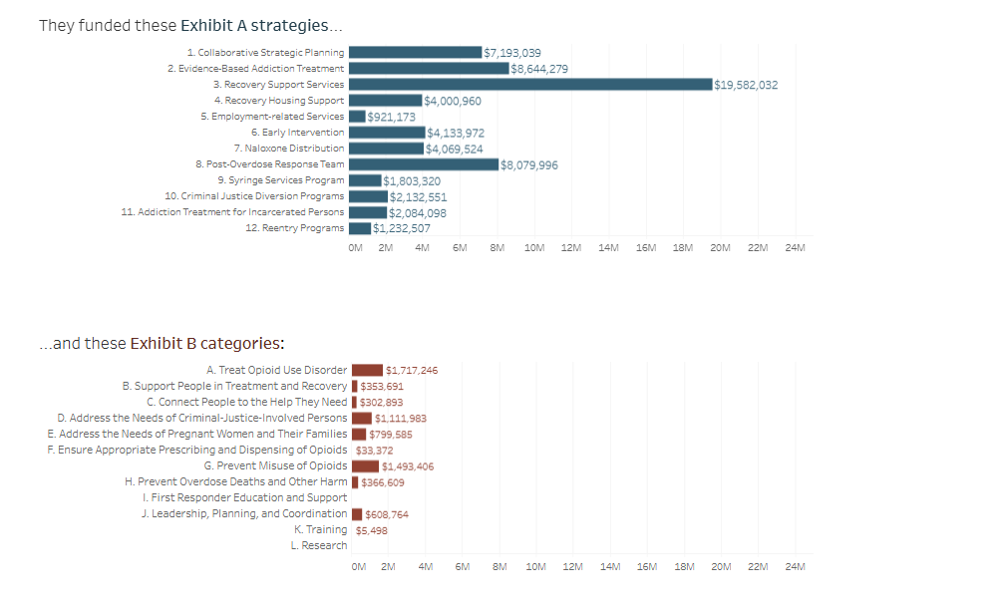 They funded these Exhibit A strategies...
1. Collaborative Strategic Planning $7,193,039
2. Evidence-Based Addiction Treatment $8,644,279
3. Recovery Support Services $19,582,032
4. Recovery Housing Support $4,000,960
5. Employment-related Services $921,173
6. Early Intervention $4,133,972
7. Naloxone Distribution $4,069,524
8. Post-Overdose Response Team $8,079,996
9. Syringe Services Program $1,803,320
10. Criminal Justice Diversion Programs $2,132,551
11. Addiction Treatment for Incarcerated Persons $2,084,098
12. Reentry Programs $1,232,507
0M 2M 4M 6M 8M 10M 12M 14M 16M 18M 20M 22M 24M
...and these Exhibit B categories:
A. Treat Opioid Use Disorder $1,717,246
B. Support People in Treatment and Recovery $353,691
C. Connect People to the Help They Need $302,893
D. Address the Needs of Criminal-Justice-Involved Persons $1,111,983
E. Address the Needs of Pregnant Women and Their Families $799,585
F. Ensure Appropriate Prescribing and Dispensing of Opioids $33,372
G. Prevent Misuse of Opioids $1,493,406
H. Prevent Overdose Deaths and Other Harm $366,609
I. First Responder Education and Support
J. Leadership, Planning, and Coordination $608,764
K. Training $5,498
L. Research
0M 2M 4M 6M 8M 10M 12M 14M 16M 18M 20M 22M 24M